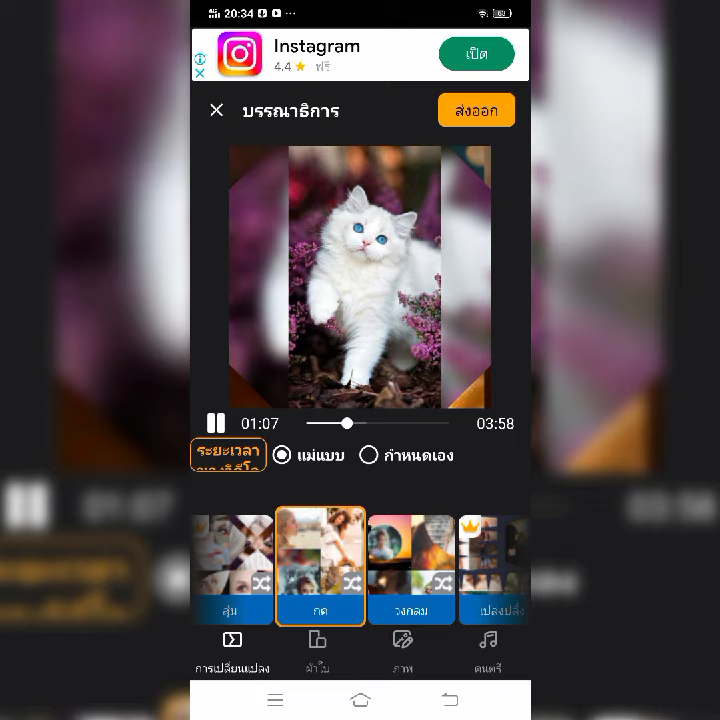 20:34
Instagram
4.4 ★ ฟรี
เปิด
บรรณาธิการ
ส่งออก
01:07
03:58
ระยะเวลา
แม่แบบ
กำหนดเอง
สุ่ม
กด
วงกลม
การเปลี่ยนแปลง
ผ้าใบ
ภาพ
ดนตรี